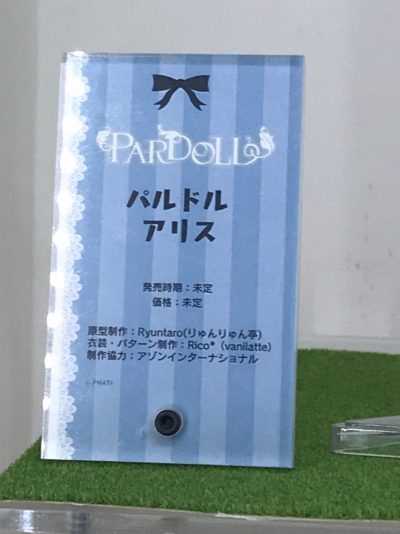 PARDOLL
パルドル
アリス
発売時期：未定
価格：未定
原型制作：Ryuntaro(りゅんりゅん亭)
衣装・パターン制作：Rico*（vanilatte）
制作協力：アゾンインターナショナル
© PHAT!